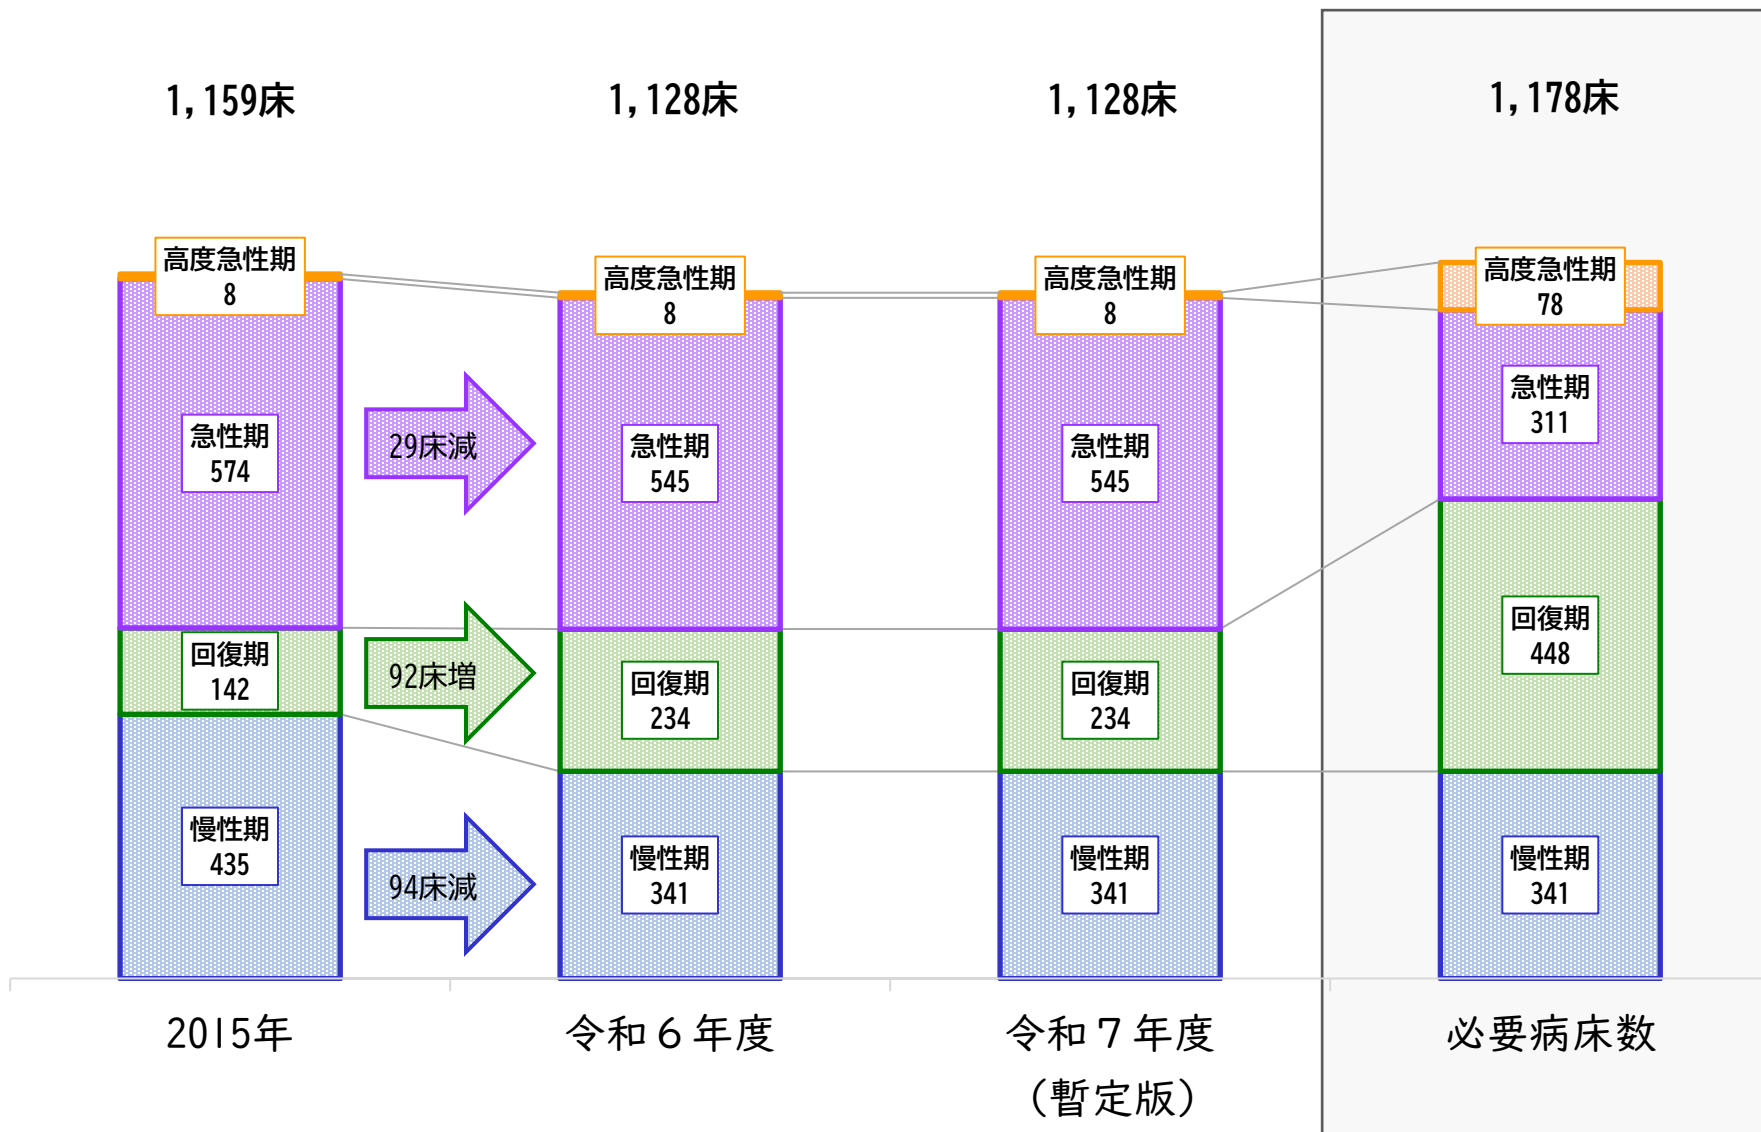 1,159床
1,128床
1,128床
1,178床
高度急性期
8
高度急性期
8
高度急性期
8
高度急性期
78
急性期
574
29床減
急性期
545
急性期
545
急性期
311
回復期
142
92床増
回復期
234
回復期
234
回復期
448
慢性期
435
94床減
慢性期
341
慢性期
341
慢性期
341
2015年
令和６年度
令和７年度
（暫定版）
必要病床数